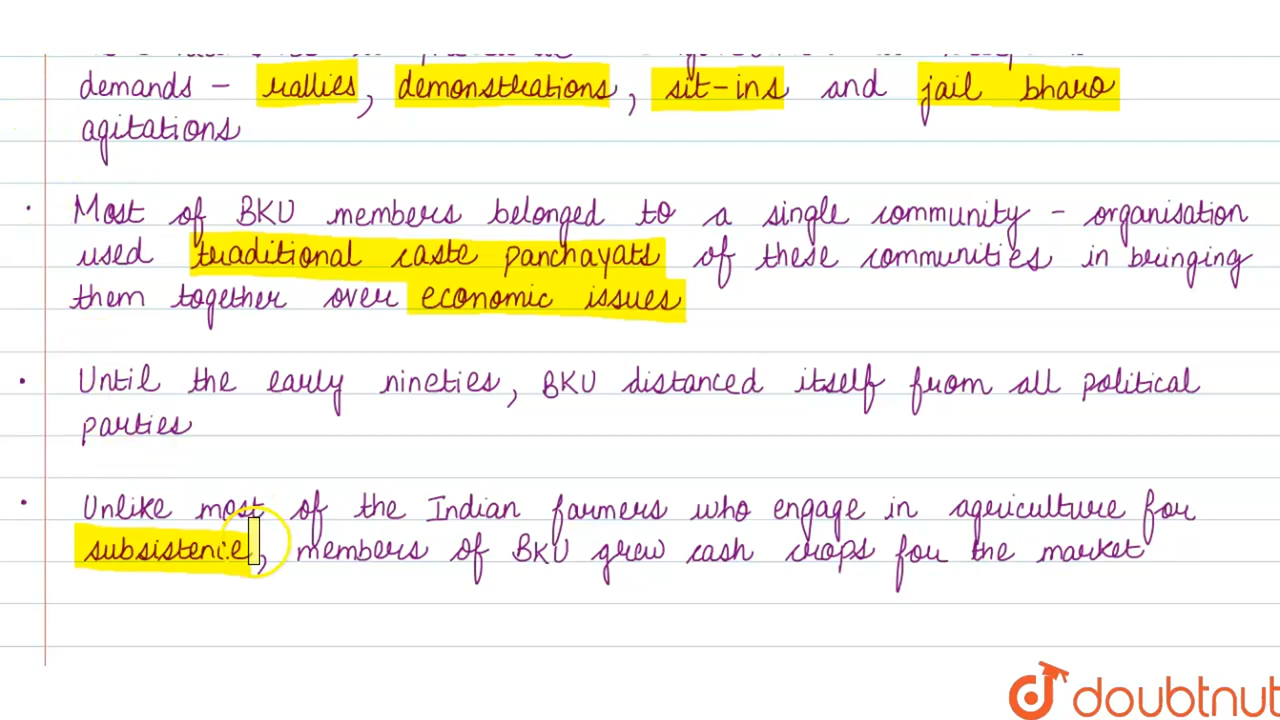 demands - rallies, demonstrations, sit-ins and jail bharo
agitations
• Most of BKU members belonged to a single community - organisation
used traditional caste panchayats of these communities in bringing
them together over economic issues
• Until the early nineties, BKU distanced itself from all political
parties
• Unlike most of the Indian farmers who engage in agriculture for
subsistence, members of BKU grew cash crops for the market
doubtnut